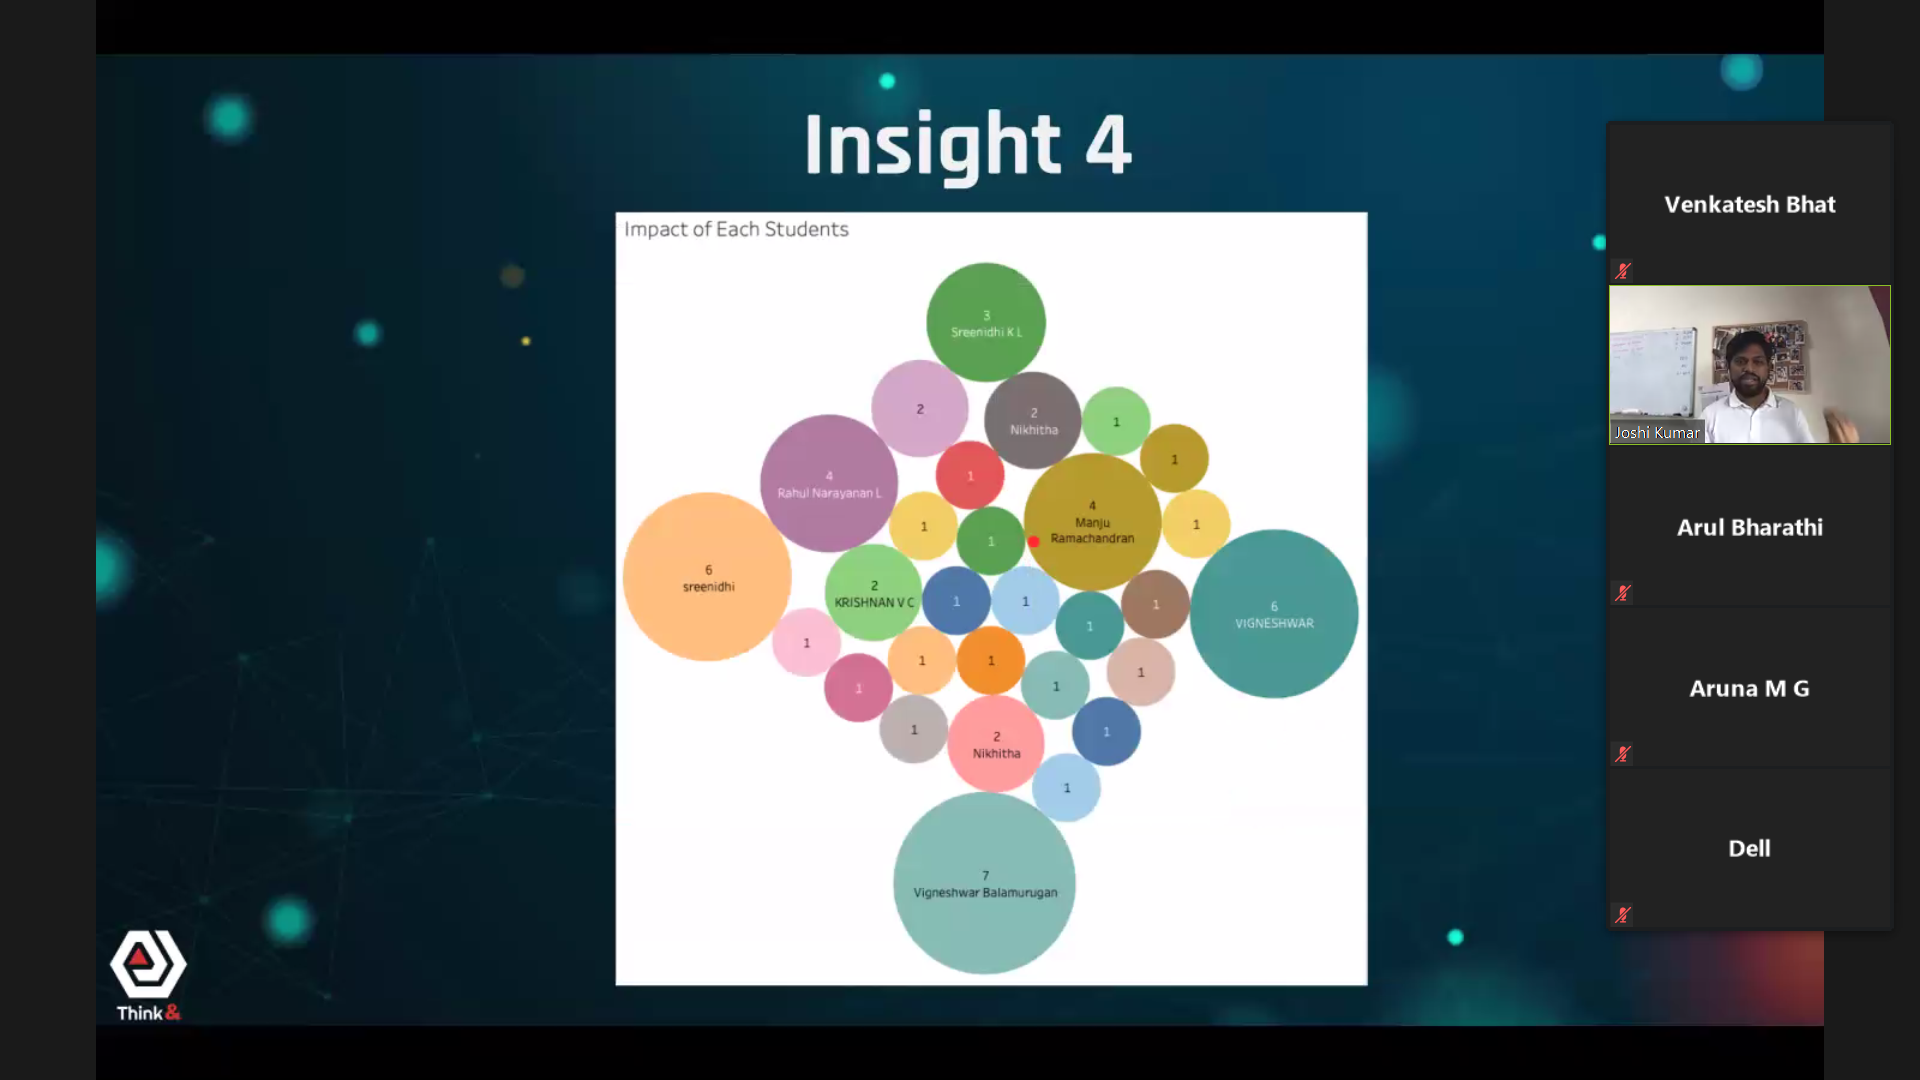 Insight 4
Impact of Each Students
3
Sreenidhi K L
2
2
Nikhitha
1
1
4
Rahul Narayanan L
1
4
Manju
Ramachandran
1
1
1
6
sreenidhi
2
KRISHNAN V C
1
1
1
1
6
VIGNESHWAR
1
1
1
1
1
1
1
1
2
Nikhitha
1
1
7
Vigneshwar Balamurugan
Think&
Venkatesh Bhat
Joshi Kumar
Arul Bharathi
Aruna M G
Dell